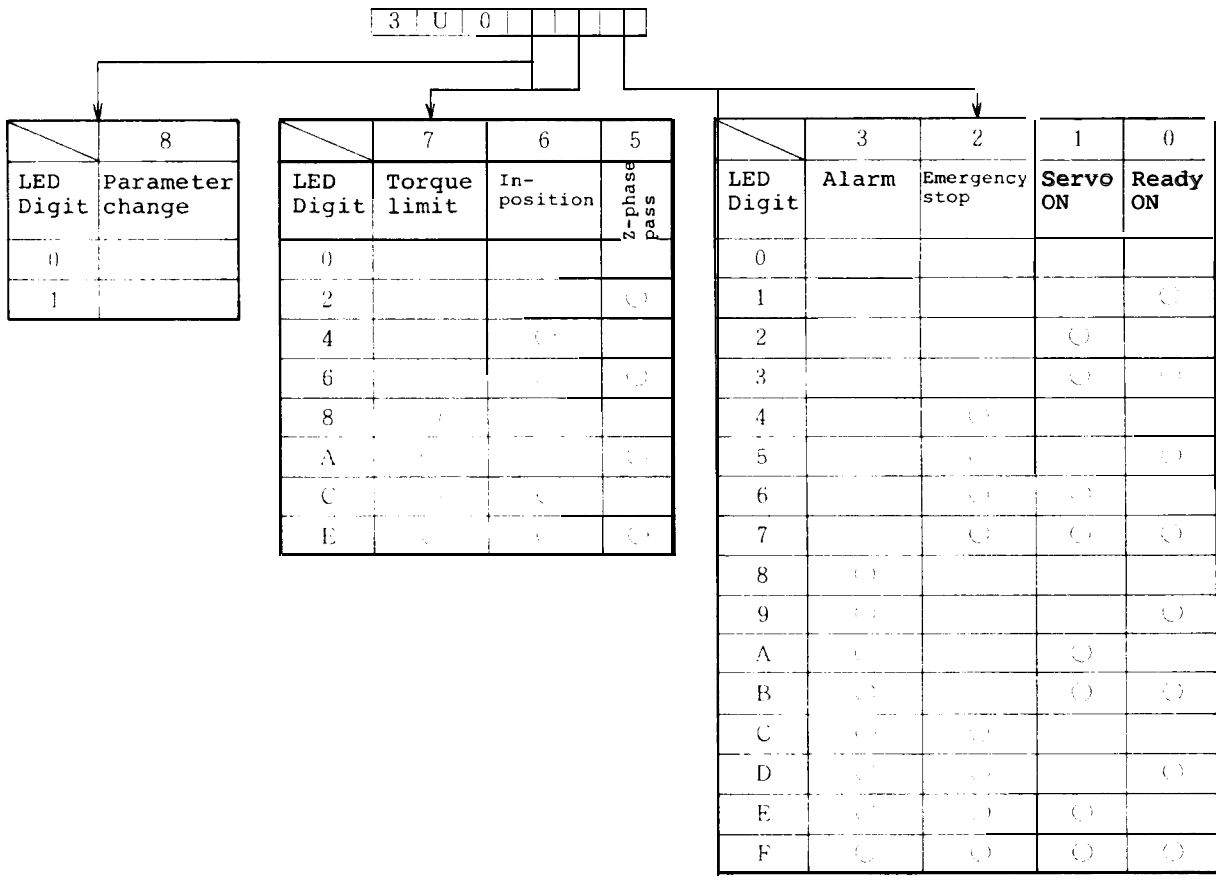 3 U 0
8
LED Digit Parameter change
0
1
7 6 5
LED Digit Torque limit In-position Z-phase pass
0
2 ○
4 ○
6 ○ ○
8 ○
A ○ ○
C ○ ○
E ○ ○ ○
3 2 1 0
LED Digit Alarm Emergency stop Servo ON Ready ON
0
1 ○
2 ○
3 ○ ○
4 ○
5 ○ ○
6 ○ ○
7 ○ ○ ○
8 ○
9 ○ ○
A ○ ○
B ○ ○ ○
C ○ ○
D ○ ○ ○
E ○ ○ ○
F ○ ○ ○ ○